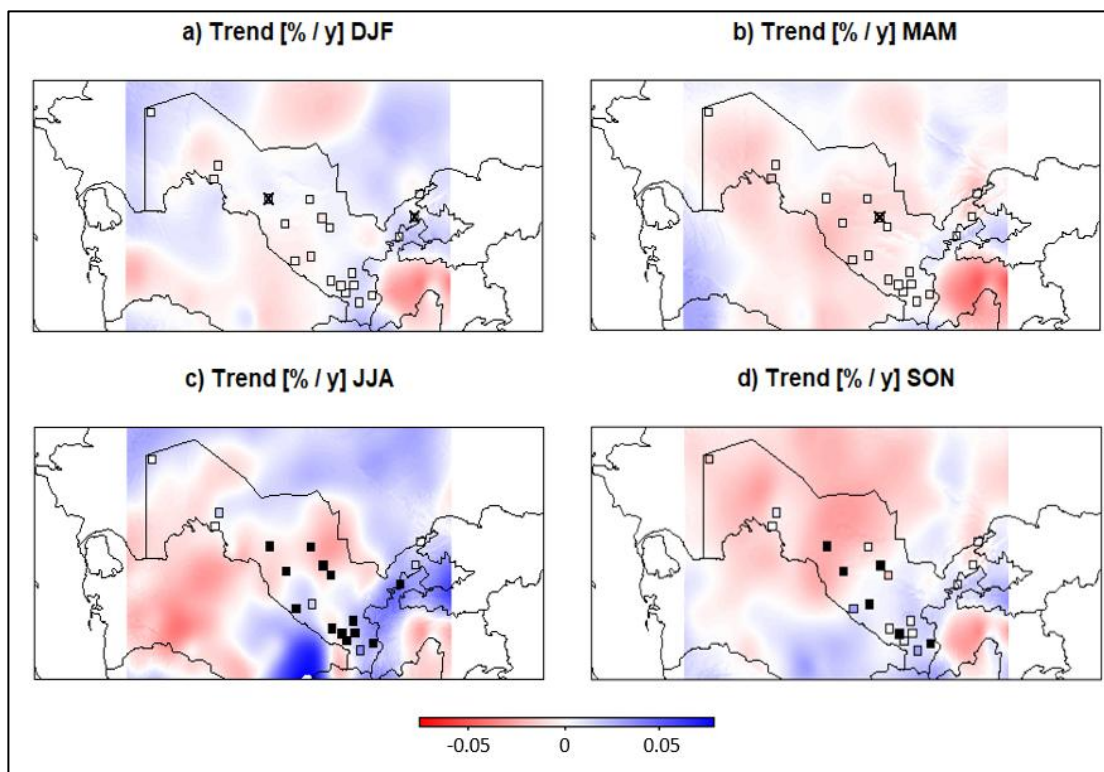 a) Trend [% / y] DJF
b) Trend [% / y] MAM
c) Trend [% / y] JJA
d) Trend [% / y] SON
-0.05 0 0.05